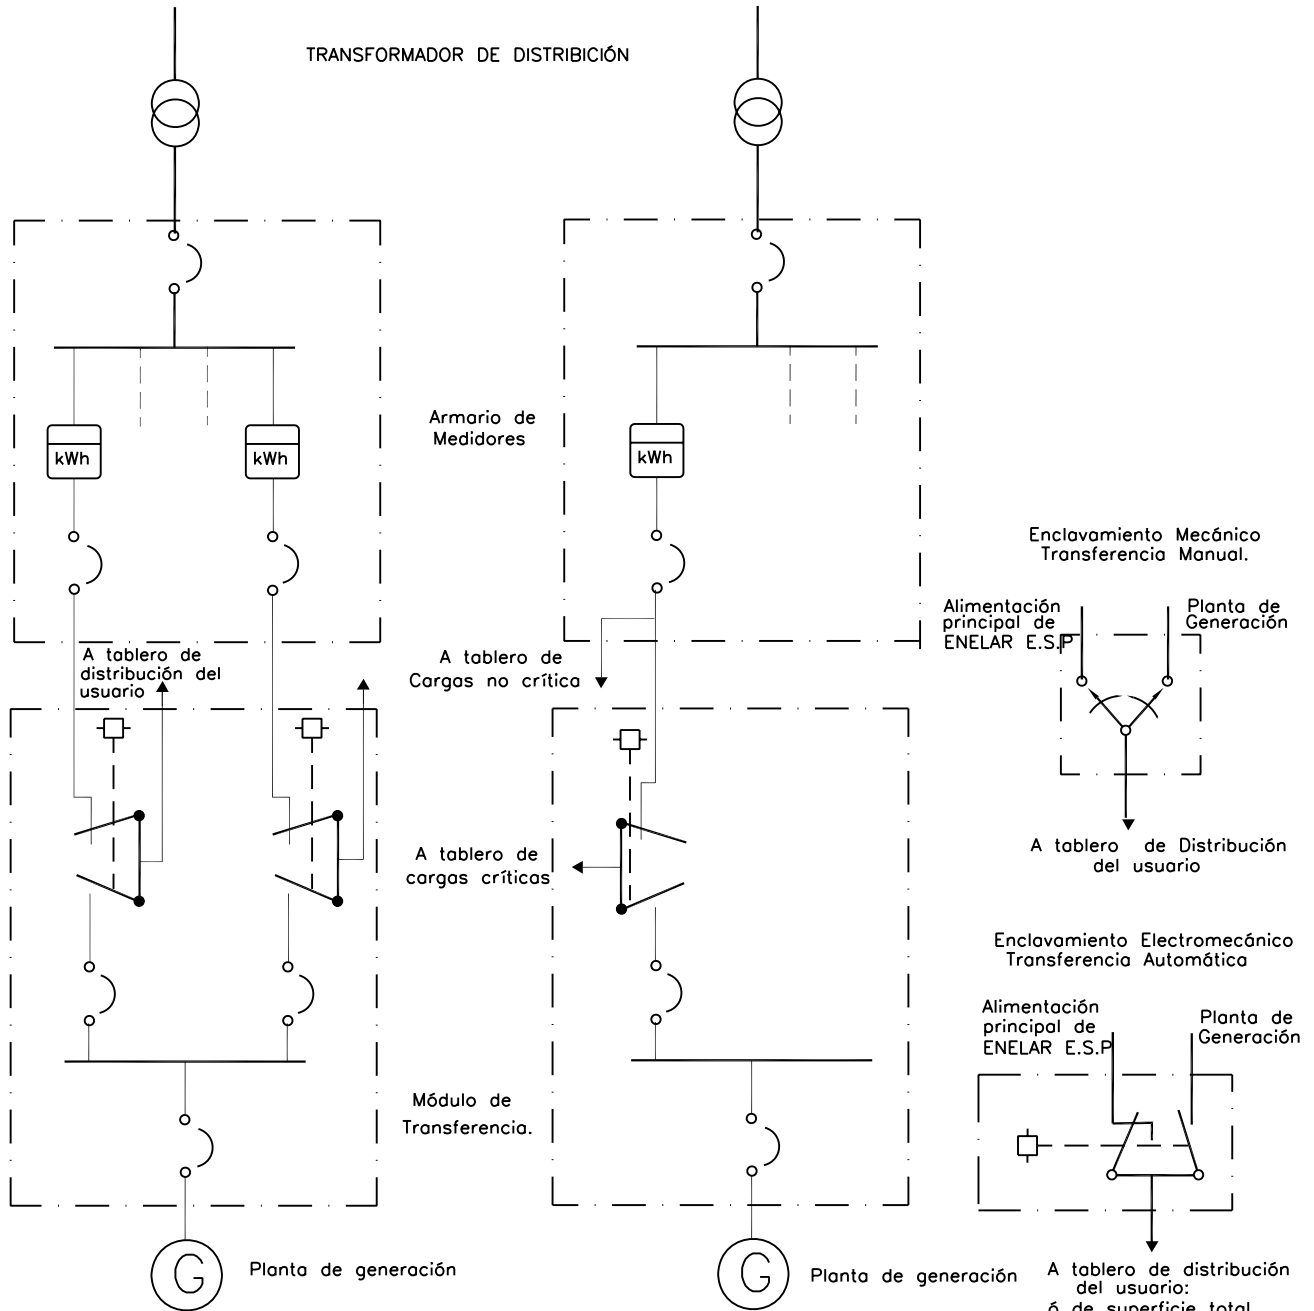 TRANSFORMADOR DE DISTRIBICIÓN
Armario de
Medidores
kWh
kWh
kWh
Enclavamiento Mecánico
Transferencia Manual.
Alimentación
principal de
ENELAR E.S.P
Planta de
Generación
A tablero de
distribución del
usuario
A tablero de
Cargas no crítica
A tablero de Distribución
del usuario
A tablero de
cargas críticas
Enclavamiento Electromecánico
Transferencia Automática
Alimentación
principal de
ENELAR E.S.P
Planta de
Generación
Módulo de
Transferencia.
G
Planta de generación
G
Planta de generación
A tablero de distribución
del usuario:
ó de superficie total